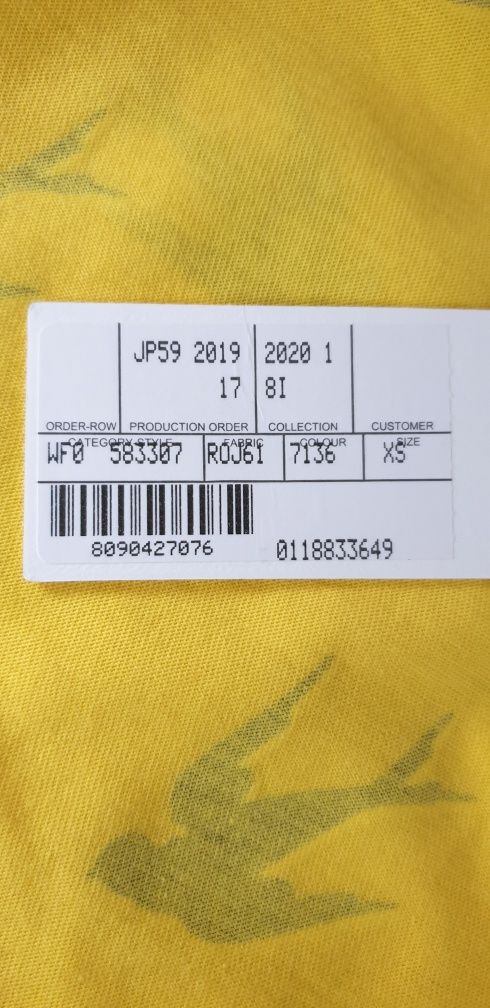 JP59 2019 2020 1
17 8I
ORDER-ROW PRODUCTION ORDER COLLECTION CUSTOMER
CATEGORY-STYLE FABRIC COLOUR SIZE
WF0 583307 ROJ61 7136 XS
8090427076 0118833649